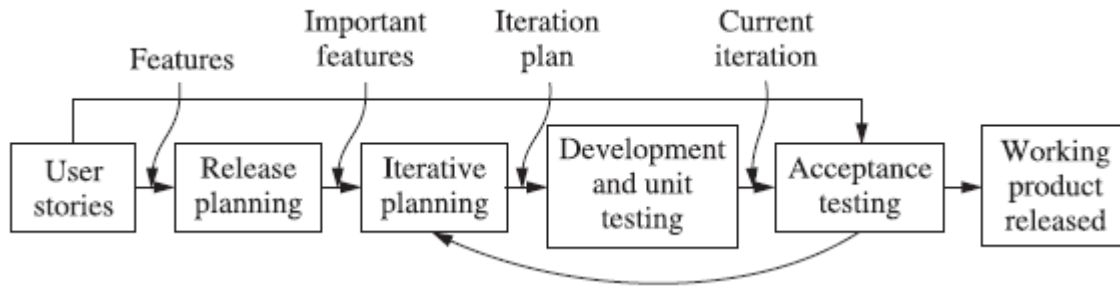 Features
Important
features
Iteration
plan
Current
iteration
User
stories
Release
planning
Iterative
planning
Development
and unit
testing
Acceptance
testing
Working
product
released